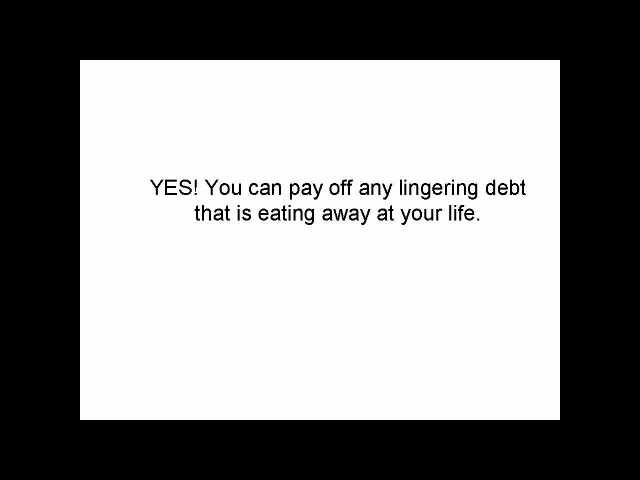 YES! You can pay off any lingering debt
that is eating away at your life.